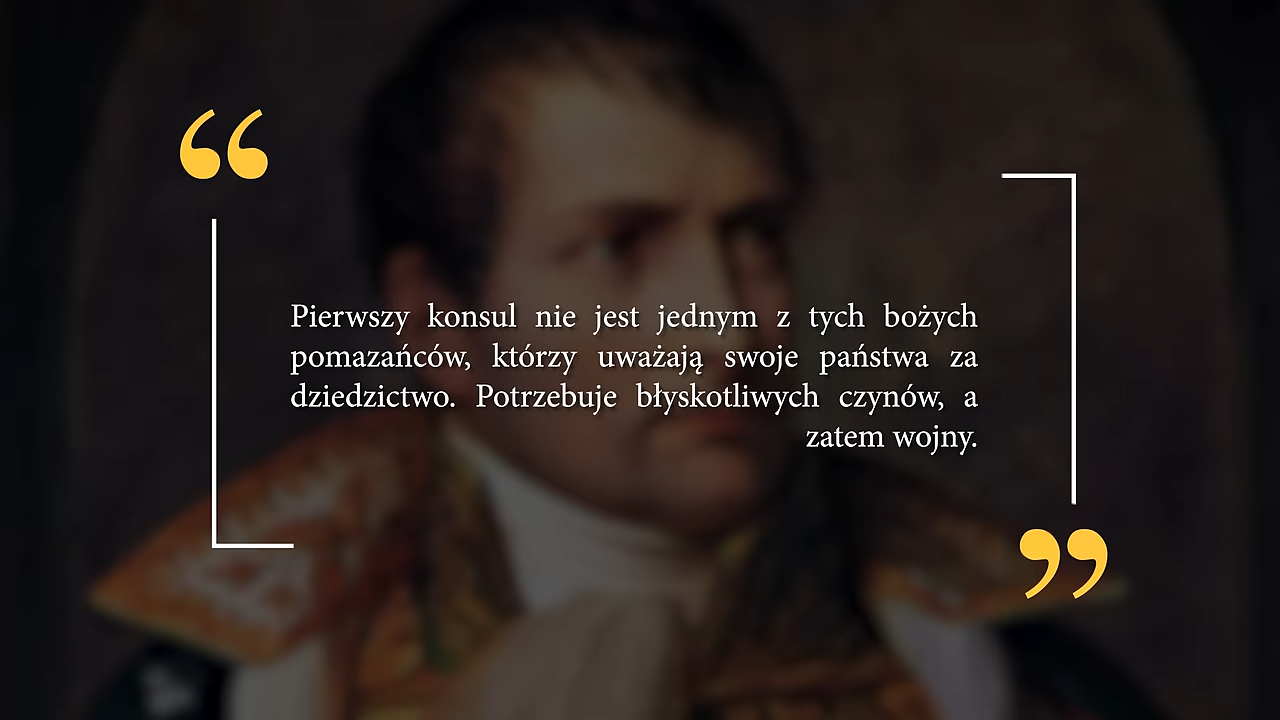 “
Pierwszy konsul nie jest jednym z tych bożych
pomazańców, którzy uważają swoje państwa za
dziedzictwo. Potrzebuje błyskotliwych czynów, a
zatem wojny.
”